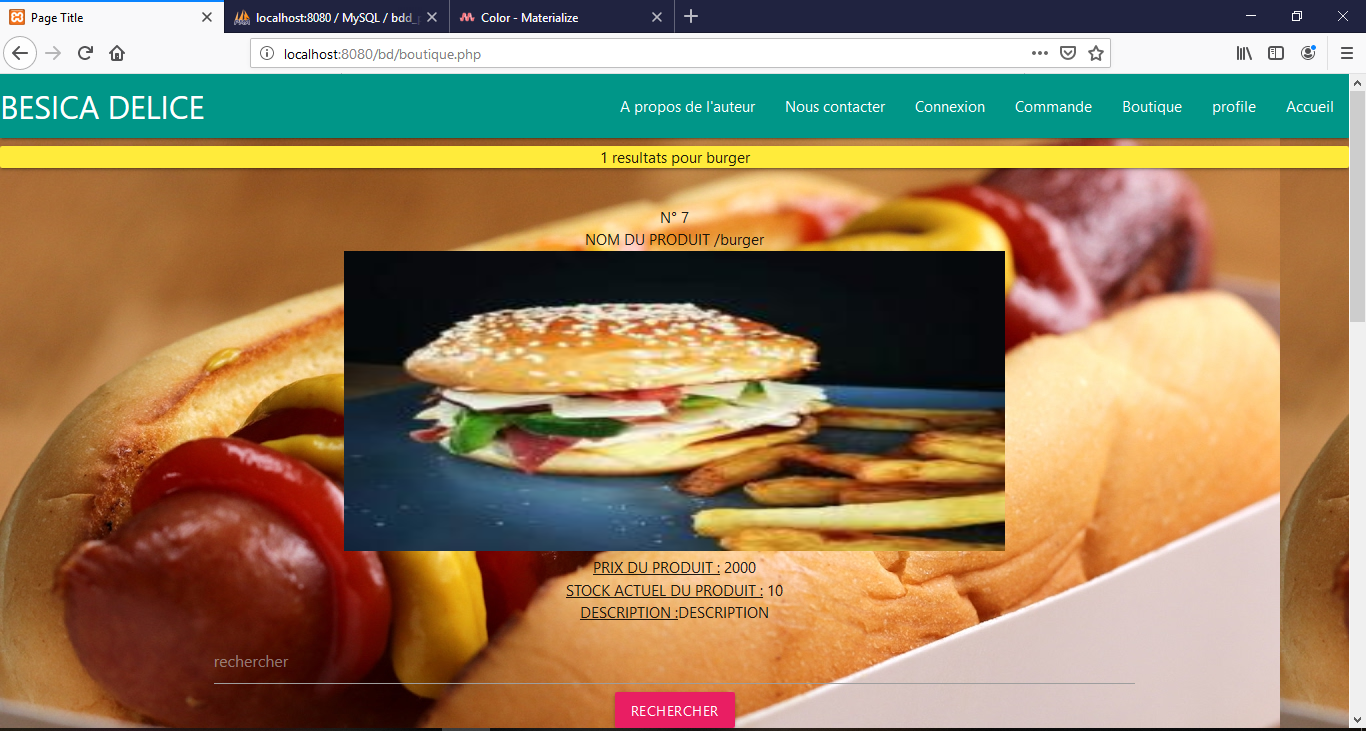 Page Title
localhost:8080 / MySQL / bdd_
Color - Materialize
localhost:8080/bd/boutique.php
BESICA DELICE
A propos de l'auteur
Nous contacter
Connexion
Commande
Boutique
profile
Accueil
1 resultats pour burger
N° 7
NOM DU PRODUIT /burger
PRIX DU PRODUIT : 2000
STOCK ACTUEL DU PRODUIT : 10
DESCRIPTION :DESCRIPTION
rechercher
RECHERCHER